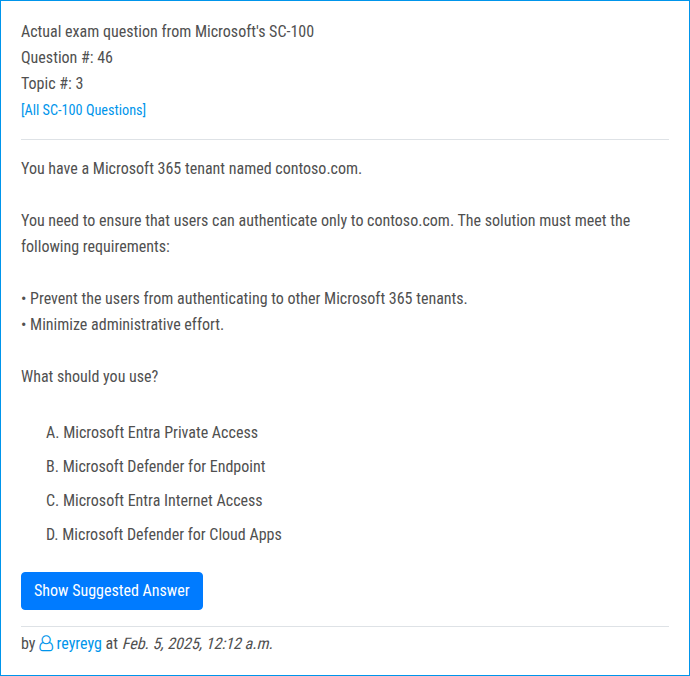 Actual exam question from Microsoft's SC-100
Question #: 46
Topic #: 3
[All SC-100 Questions]
You have a Microsoft 365 tenant named contoso.com.
You need to ensure that users can authenticate only to contoso.com. The solution must meet the
following requirements:
• Prevent the users from authenticating to other Microsoft 365 tenants.
• Minimize administrative effort.
What should you use?
A. Microsoft Entra Private Access
B. Microsoft Defender for Endpoint
C. Microsoft Entra Internet Access
D. Microsoft Defender for Cloud Apps
Show Suggested Answer
by reyreyg at Feb. 5, 2025, 12:12 a.m.